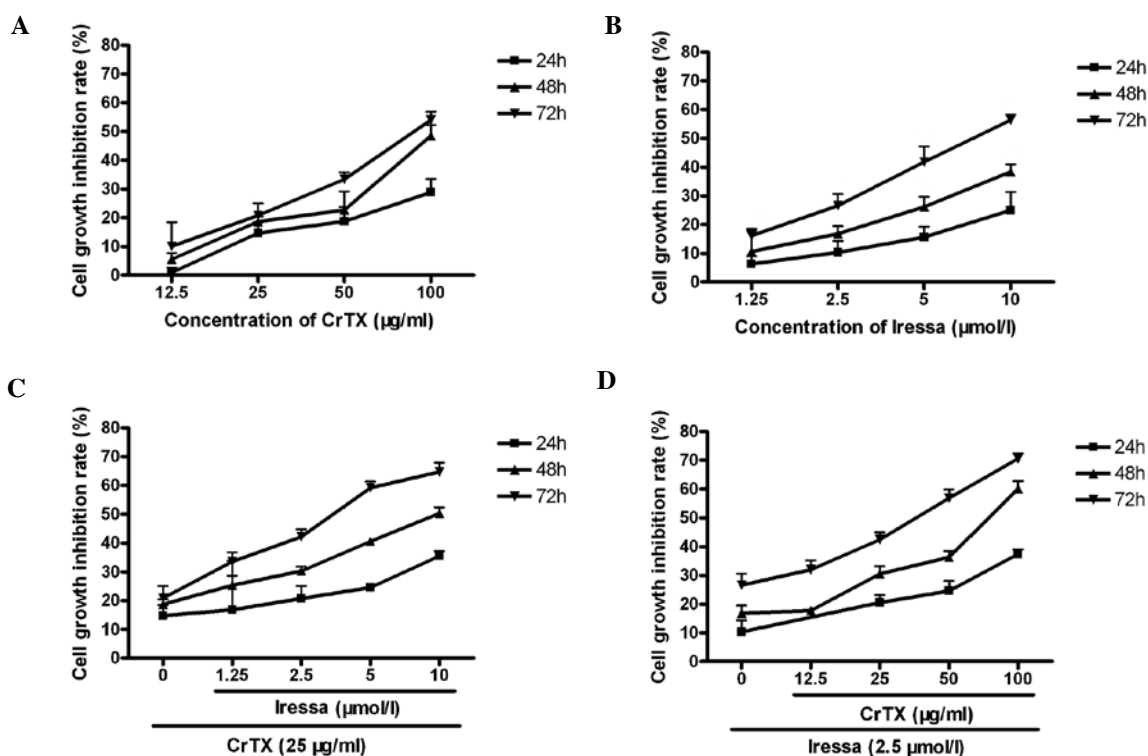 A
Cell growth inhibition rate (%)
80
70
60
50
40
30
20
10
0
12.5 25 50 100
Concentration of CrTX (µg/ml)
24h
48h
72h
B
Cell growth inhibition rate (%)
80
70
60
50
40
30
20
10
0
1.25 2.5 5 10
Concentration of Iressa (µmol/l)
24h
48h
72h
C
Cell growth inhibition rate (%)
80
70
60
50
40
30
20
10
0
0 1.25 2.5 5 10
Iressa (µmol/l)
CrTX (25 µg/ml)
24h
48h
72h
D
Cell growth inhibition rate (%)
80
70
60
50
40
30
20
10
0
0 12.5 25 50 100
CrTX (µg/ml)
Iressa (2.5 µmol/l)
24h
48h
72h